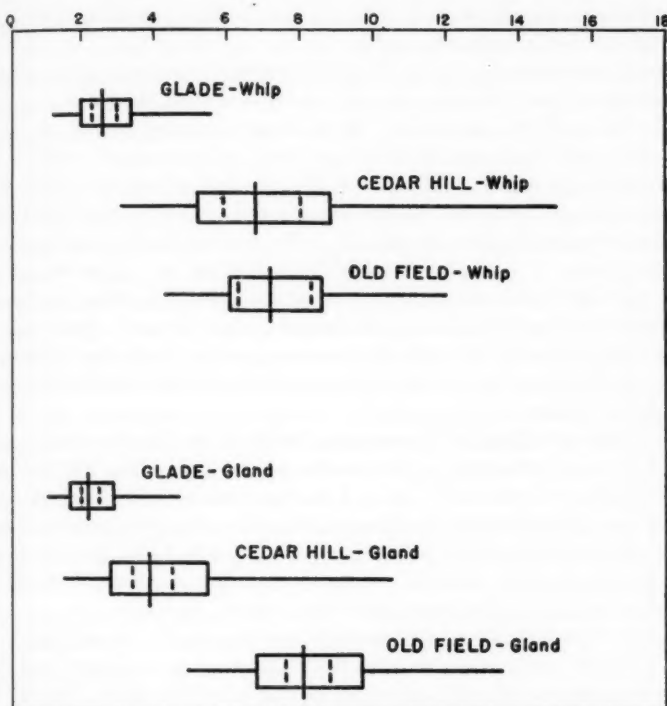 0 2 4 6 8 10 12 14 16 18
GLADE-Whip
CEDAR HILL-Whip
OLD FIELD-Whip
GLADE-Gland
CEDAR HILL-Gland
OLD FIELD-Gland